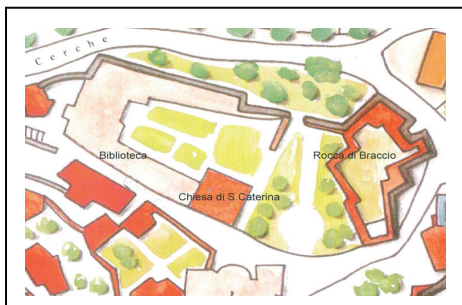 Cerche
Biblioteca
Rocca di Braccio
Chiesa di S.Caterina